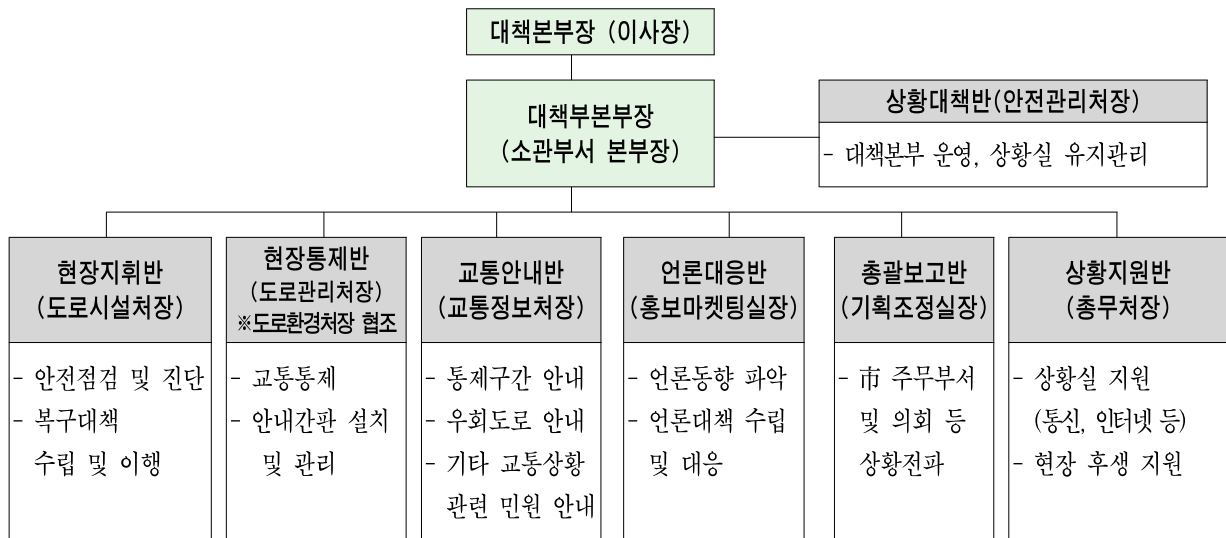 대책본부장 (이사장)
대책부본부장
(소관부서 본부장)
상황대책반(안전관리처장)
- 대책본부 운영, 상황실 유지관리
현장지휘반
(도로시설처장)
- 안전점검 및 진단
- 복구대책
수립 및 이행
현장통제반
(도로관리처장)
※도로환경처장 협조
- 교통통제
- 안내간판 설치
및 관리
교통안내반
(교통정보처장)
- 통제구간 안내
- 우회도로 안내
- 기타 교통상황
관련 민원 안내
언론대응반
(홍보마케팅실장)
- 언론동향 파악
- 언론대책 수립
및 대응
총괄보고반
(기획조정실장)
- 市 주무부서
및 의회 등
상황전파
상황지원반
(총무처장)
- 상황실 지원
(통신, 인터넷 등)
- 현장 후생 지원